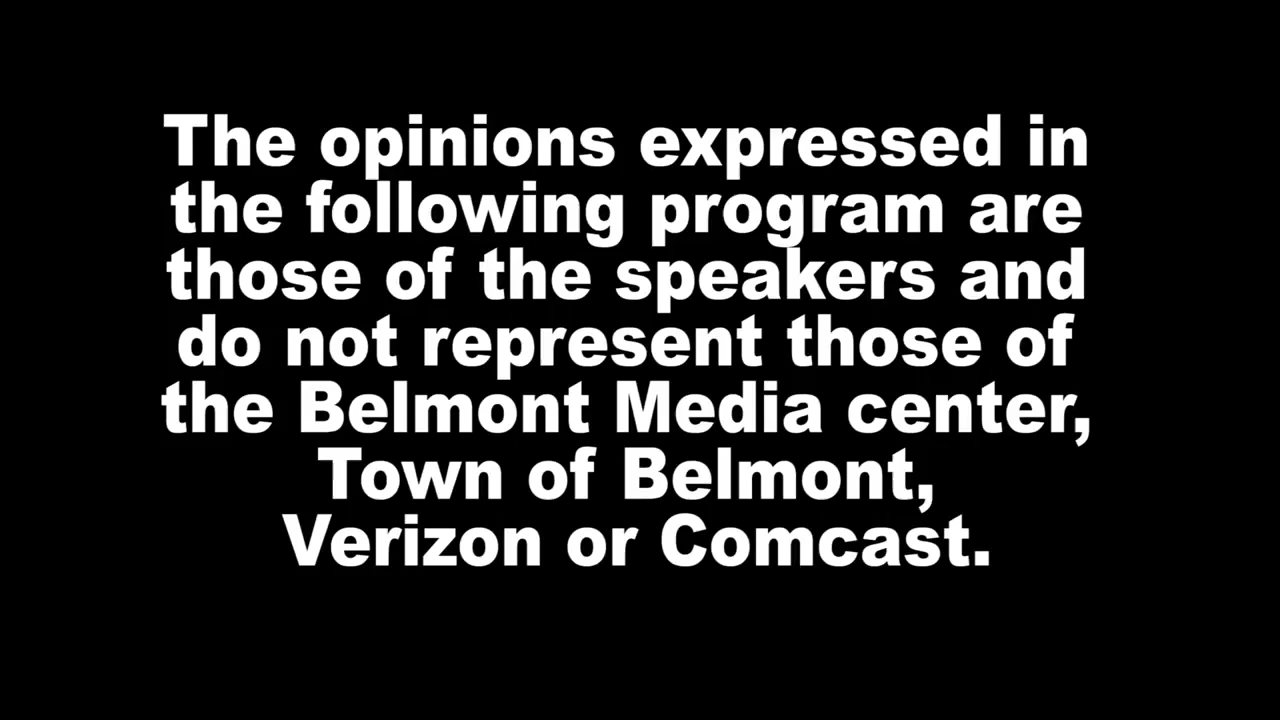 The opinions expressed in
the following program are
those of the speakers and
do not represent those of
the Belmont Media center,
Town of Belmont,
Verizon or Comcast.